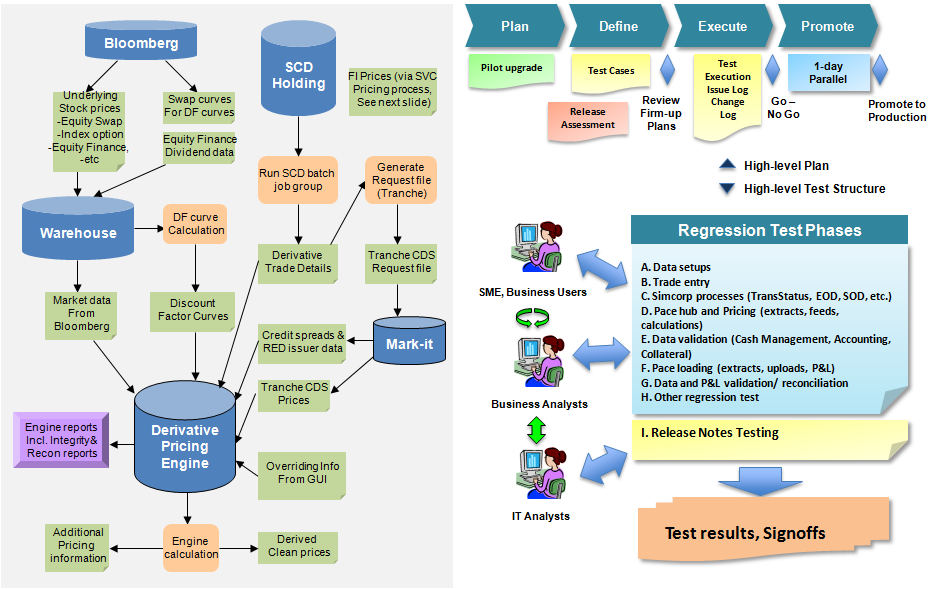 Bloomberg
SCD
Holding
FI Prices (via SVC
Pricing process,
See next slide)
Underlying
Stock prices
-Equity Swap
-Index option
-Equity Finance,
-etc
Swap curves
For DF curves
Equity Finance
Dividend data
Run SCD batch
job group
Generate
Request file
(Tranche)
Warehouse
DF curve
Calculation
Derivative
Trade Details
Tranche CDS
Request file
Market data
From
Bloomberg
Discount
Factor Curves
Credit spreads &
RED issuer data
Mark-it
Tranche CDS
Prices
Engine reports
Incl. Integrity&
Recon reports
Derivative
Pricing
Engine
Overriding Info
From GUI
Additional
Pricing
information
Engine
calculation
Derived
Clean prices
Plan
Define
Execute
Promote
Pilot upgrade
Test Cases
Release
Assessment
Review
Firm-up
Plans
Test
Execution
Issue Log
Change
Log
Go –
No Go
1-day
Parallel
Promote to
Production
High-level Plan
High-level Test Structure
SME, Business Users
Business Analysts
IT Analysts
Regression Test Phases
A. Data setups
B. Trade entry
C. Simcorp processes (TransStatus, EOD, SOD, etc.)
D. Pace hub and Pricing (extracts, feeds,
calculations)
E. Data validation (Cash Management, Accounting,
Collateral)
F. Pace loading (extracts, uploads, P&L)
G. Data and P&L validation/ reconciliation
H. Other regression test
I. Release Notes Testing
Test results, Signoffs